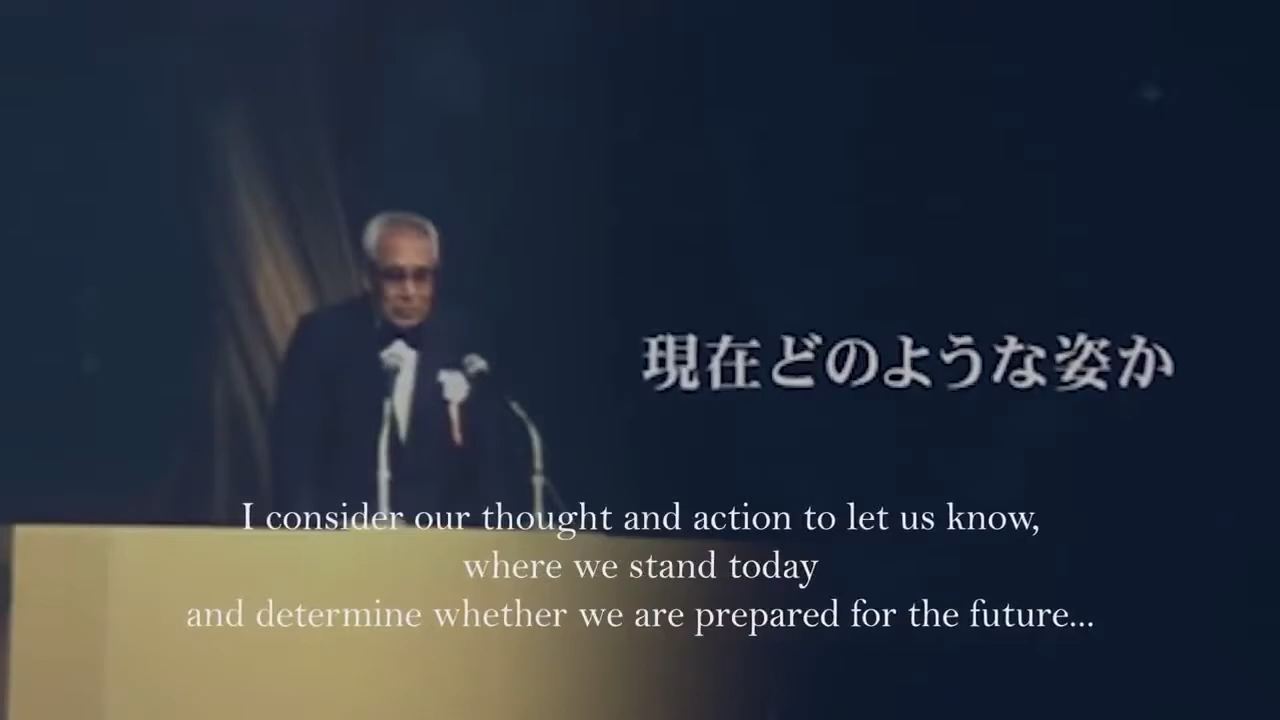 現在どのような姿か
I consider our thought and action to let us know,
where we stand today
and determine whether we are prepared for the future...